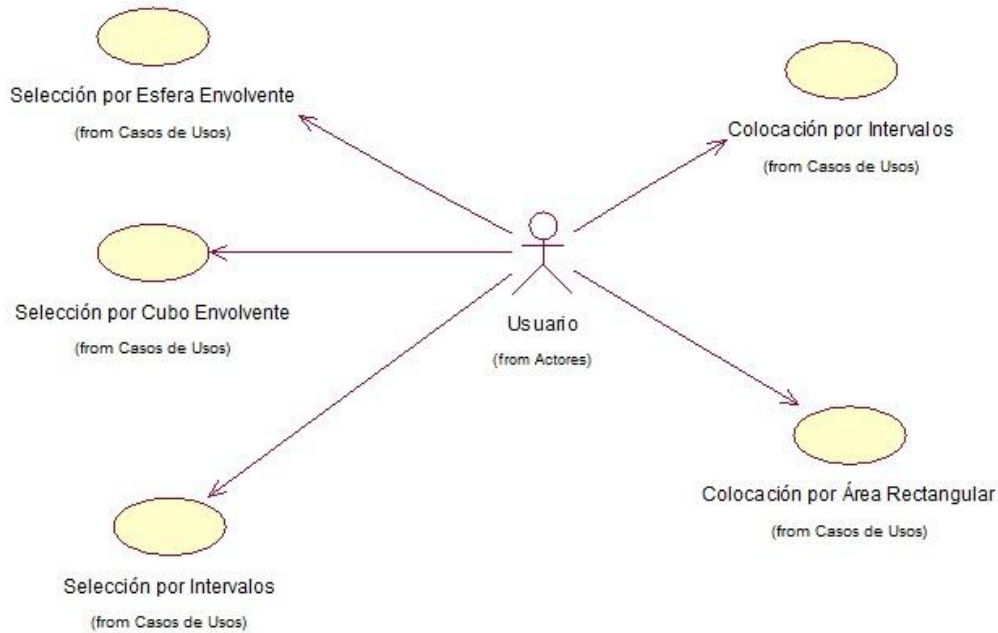 Selección por Esfera Envolvente
(from Casos de Usos)
Colocación por Intervalos
(from Casos de Usos)
Selección por Cubo Envolvente
(from Casos de Usos)
Usuario
(from Actores)
Colocación por Área Rectangular
(from Casos de Usos)
Selección por Intervalos
(from Casos de Usos)